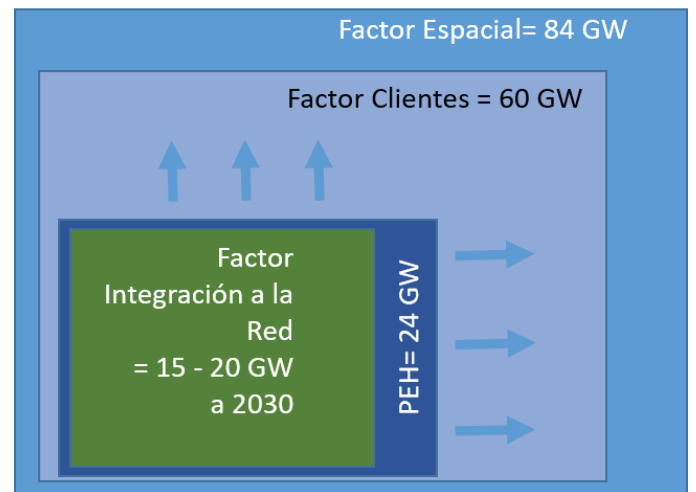 Factor Espacial= 84 GW
Factor Clientes = 60 GW
Factor
Integración a la
Red
= 15 - 20 GW
a 2030
PEH= 24 GW